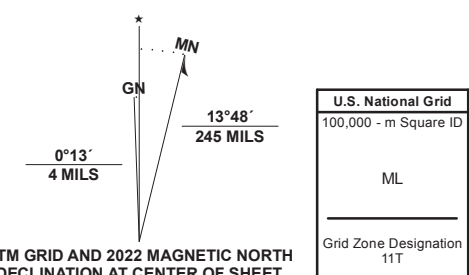 ★
MN
GN
13°48´
245 MILS
0°13´
4 MILS
TM GRID AND 2022 MAGNETIC NORTH
DECLINATION AT CENTER OF SHEET
U.S. National Grid
100,000 - m Square ID
ML
Grid Zone Designation
11T